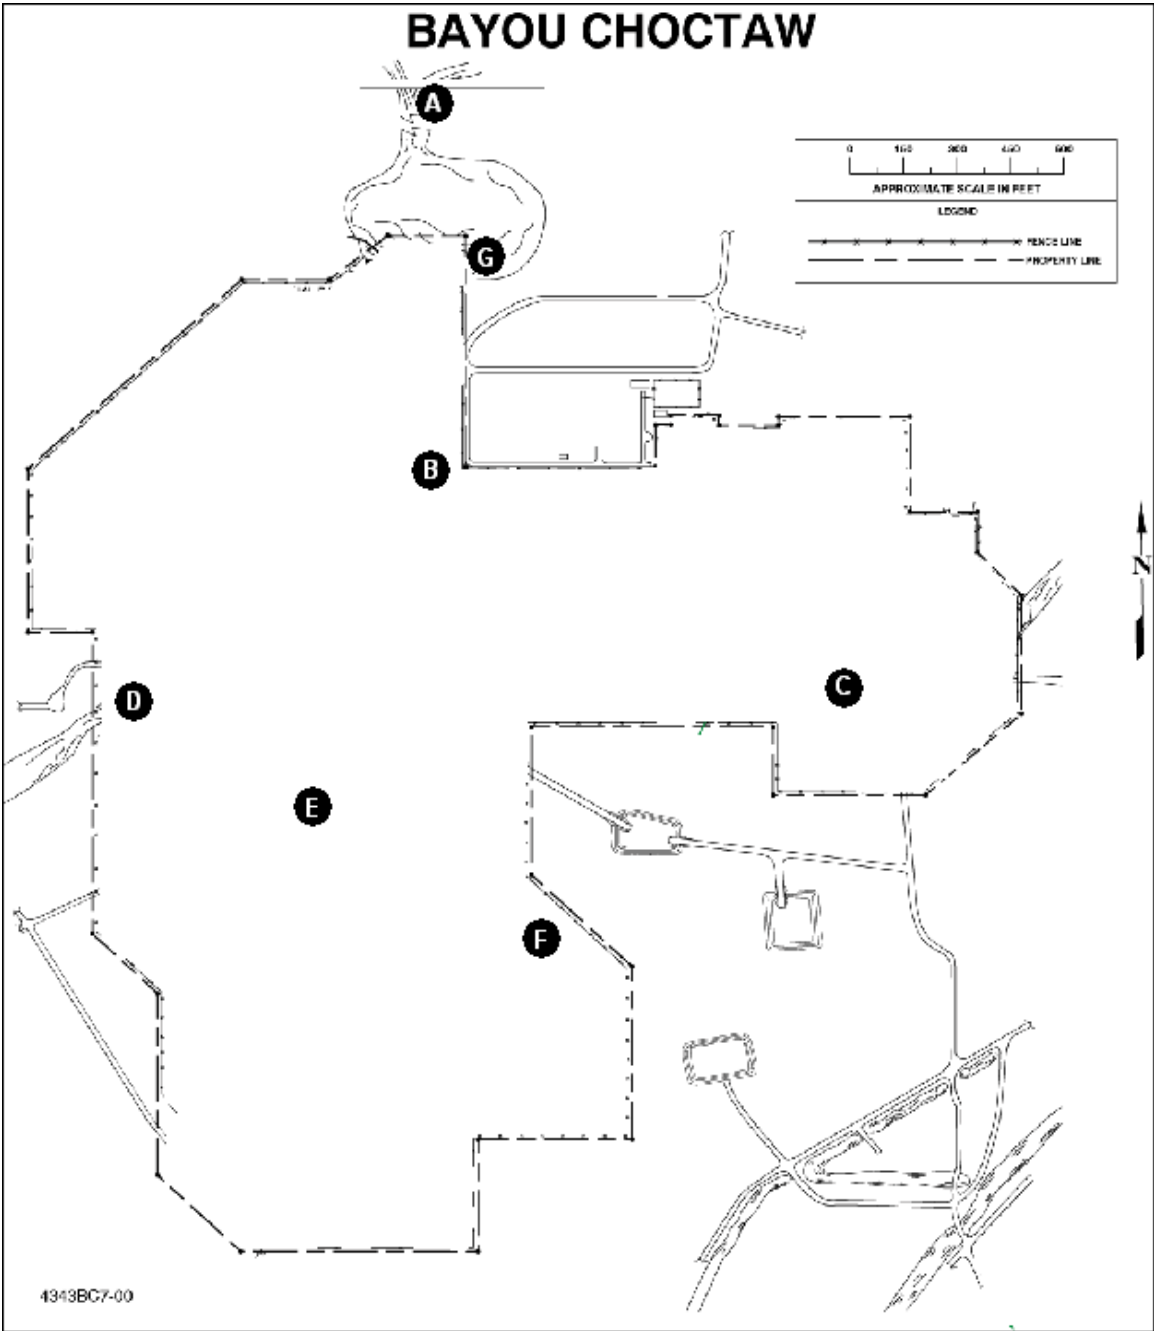 BAYOU CHOCTAW
A
0 150 300 450 600
APPROXIMATE SCALE IN FEET
LEGEND
FENCE LINE
PROPERTY LINE
G
B
N
C
D
E
F
4343BC7-00